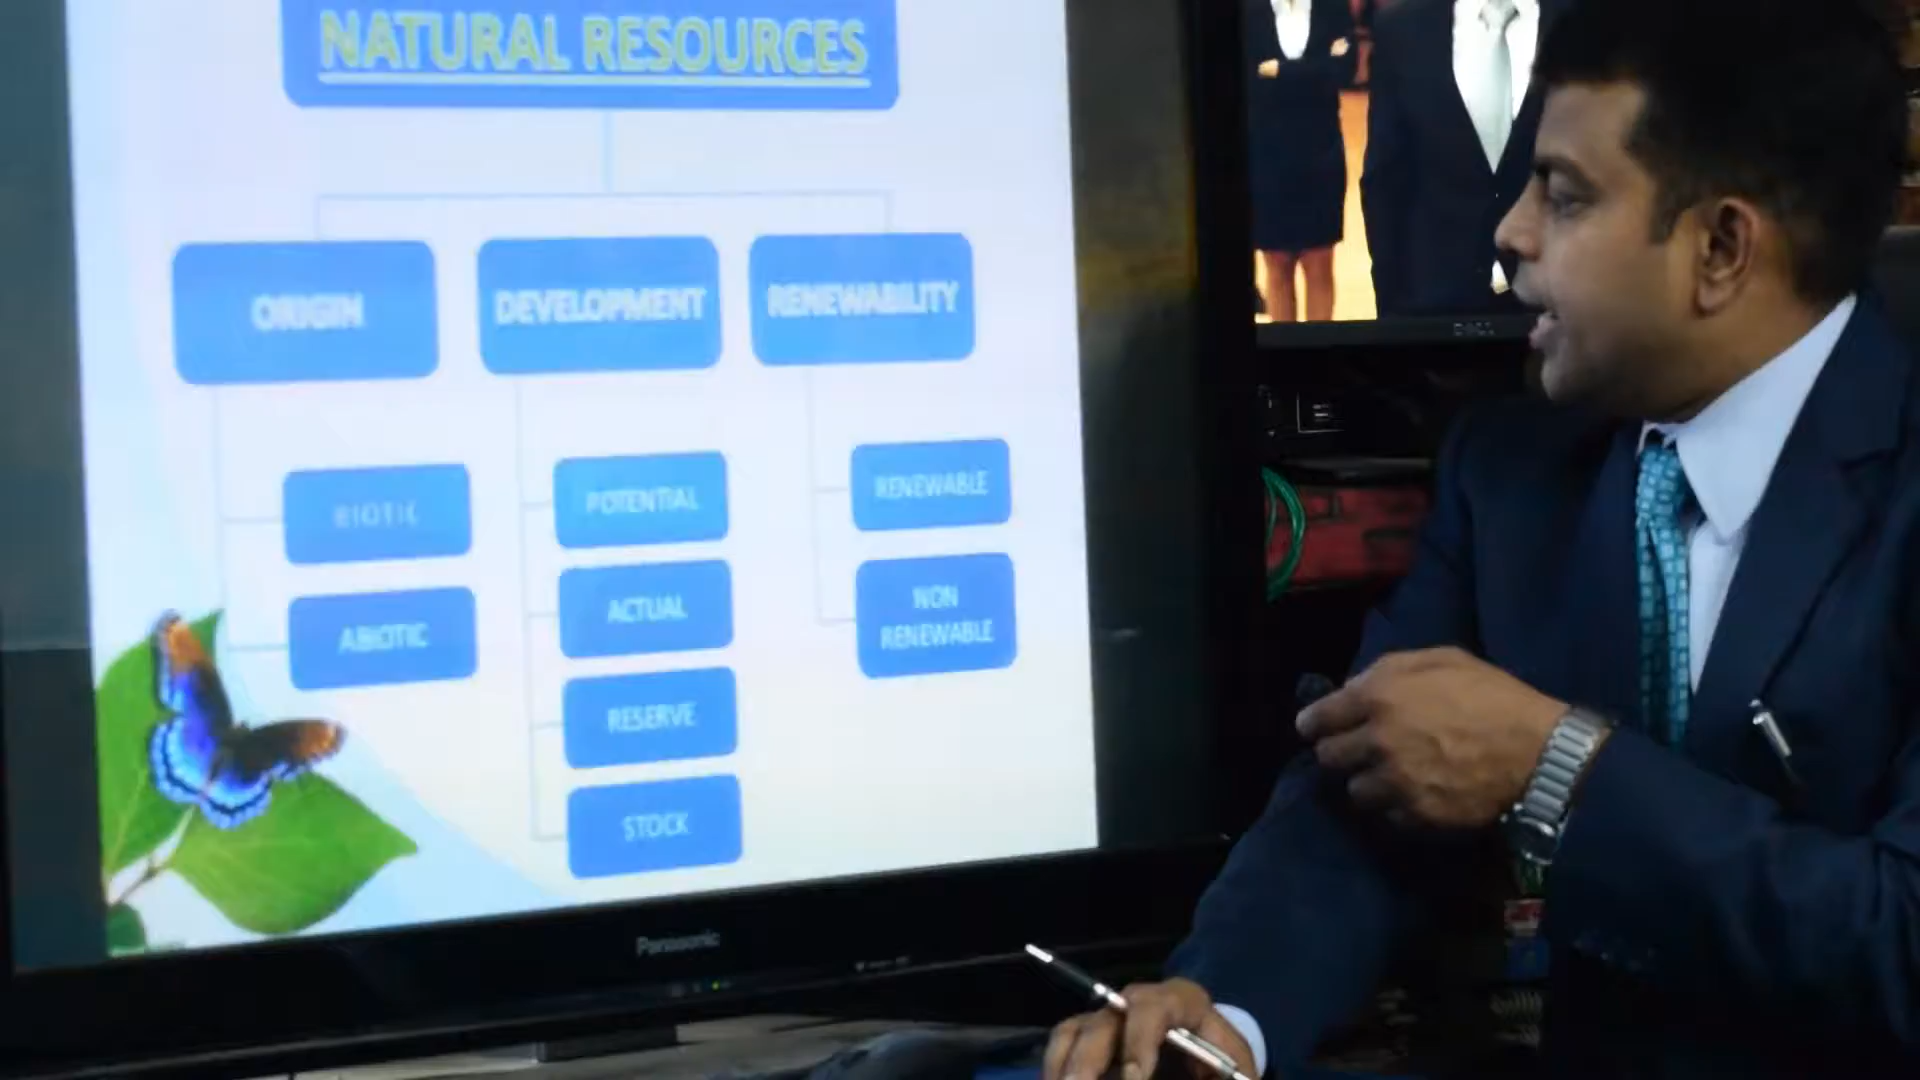 NATURAL RESOURCES
ORIGIN
DEVELOPMENT
RENEWABILITY
BIOTIC
ABIOTIC
POTENTIAL
ACTUAL
RESERVE
STOCK
RENEWABLE
NON
RENEWABLE
Panasonic
DELL